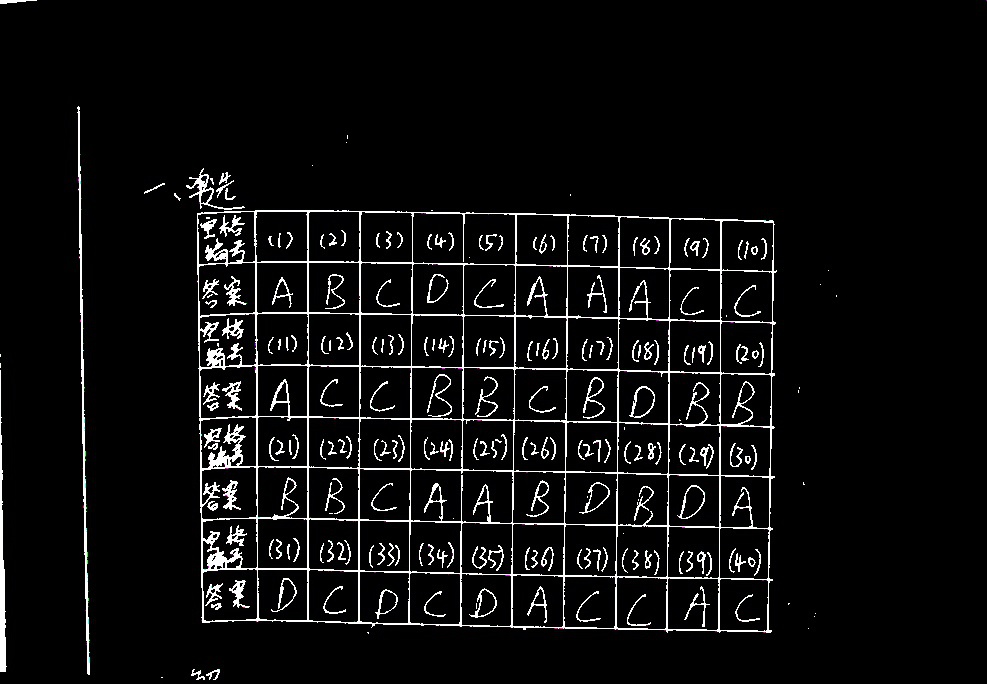 一、单选
空格编号 (1) (2) (3) (4) (5) (6) (7) (8) (9) (10)
答案 A B C D C A A A C C
空格编号 (11) (12) (13) (14) (15) (16) (17) (18) (19) (20)
答案 A C C B B C B D B B
空格编号 (21) (22) (23) (24) (25) (26) (27) (28) (29) (30)
答案 B B C A A B D B D A
空格编号 (31) (32) (33) (34) (35) (36) (37) (38) (39) (40)
答案 D C D C D A C C A C